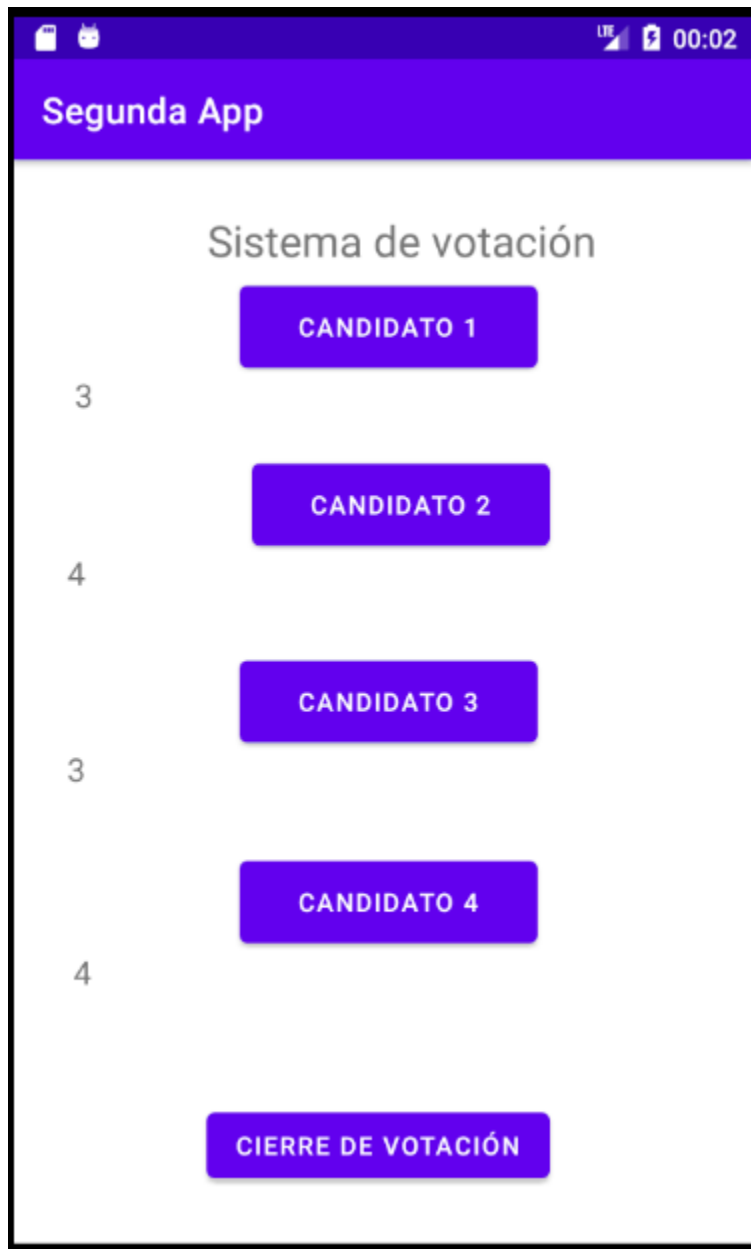 LTE 00:02
Segunda App
Sistema de votación
CANDIDATO 1
3
CANDIDATO 2
4
CANDIDATO 3
3
CANDIDATO 4
4
CIERRE DE VOTACIÓN